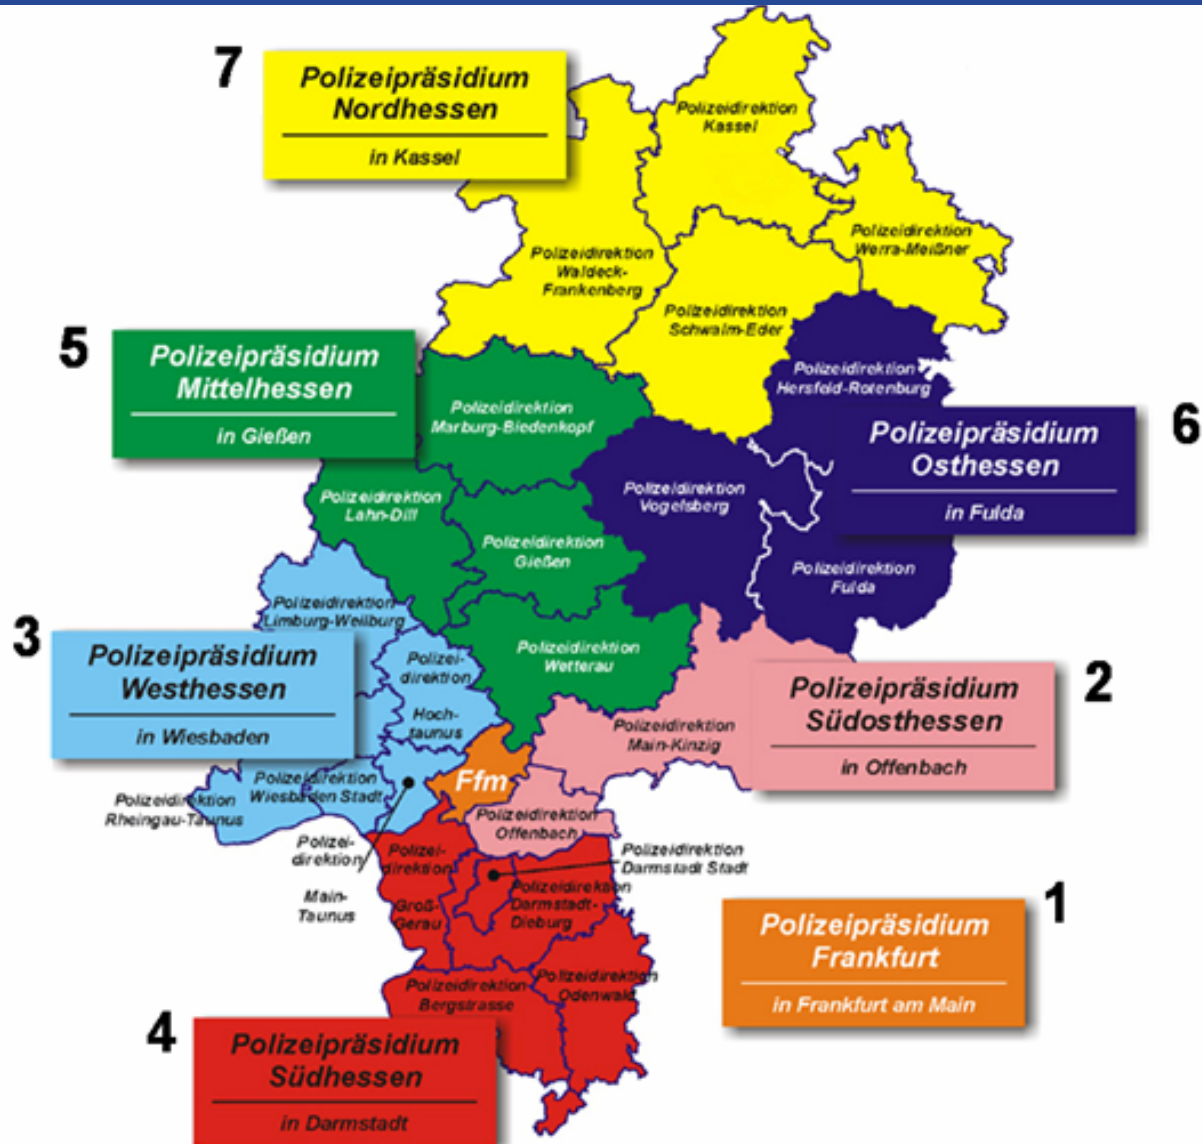 7
Polizeipräsidium
Nordhessen
in Kassel
Polizeidirektion
Kassel
Polizeidirektion
Werra-Meißner
Polizeidirektion
Waldeck-
Frankenberg
Polizeidirektion
Schwalm-Eder
5
Polizeipräsidium
Mittelhessen
in Gießen
Polizeidirektion
Marburg-Biedenkopf
Polizeidirektion
Lahn-Dill
Polizeidirektion
Gießen
Polizeidirektion
Wetterau
Polizeidirektion
Hersfeld-Rotenburg
6
Polizeipräsidium
Osthessen
in Fulda
Polizeidirektion
Vogelsberg
Polizeidirektion
Fulda
3
Polizeipräsidium
Westhessen
in Wiesbaden
Polizeidirektion
Limburg-Weilburg
Polizei-
direktion
Hoch-
taunus
Polizeidirektion
Wiesbaden Stadt
Polizeidirektion
Rheingau-Taunus
Polizei-
direktion
Main-
Taunus
2
Polizeipräsidium
Südosthessen
in Offenbach
Polizeidirektion
Main-Kinzig
Polizeidirektion
Offenbach
Ffm
1
Polizeipräsidium
Frankfurt
in Frankfurt am Main
Polizei-
direktion
Groß-
Gerau
Polizeidirektion
Darmstadt Stadt
Polizeidirektion
Darmstadt-
Dieburg
Polizeidirektion
Bergstrasse
Polizeidirektion
Odenwald
4
Polizeipräsidium
Südhessen
in Darmstadt